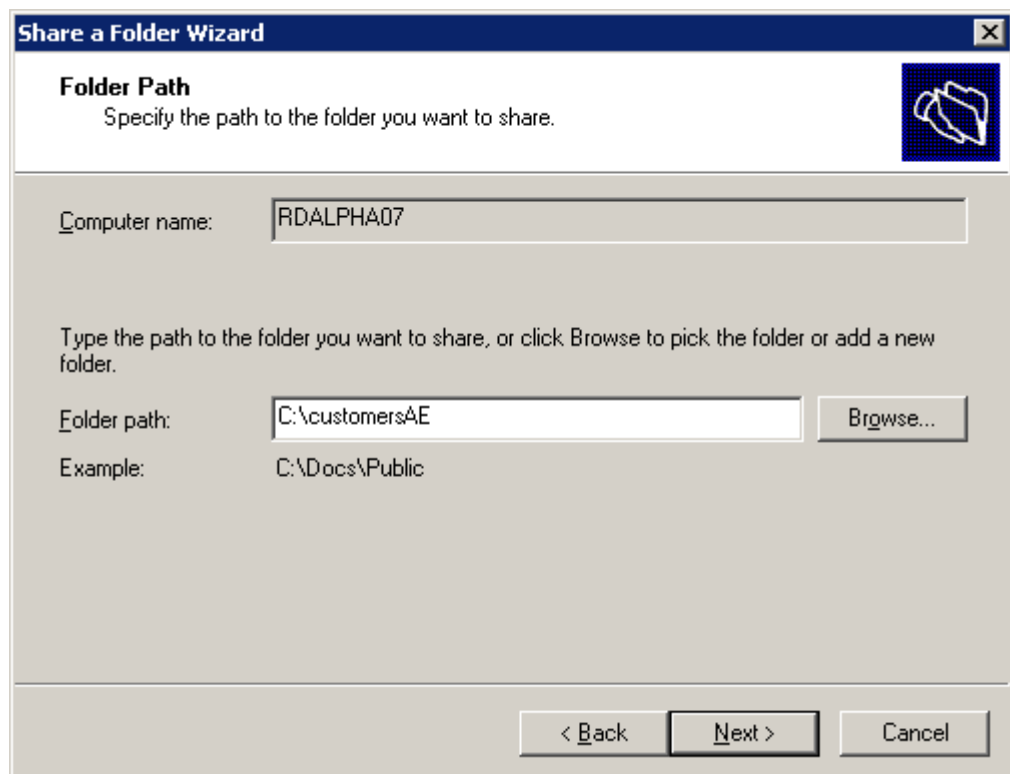 Share a Folder Wizard
Folder Path
Specify the path to the folder you want to share.
Computer name:
RDALPHA07
Type the path to the folder you want to share, or click Browse to pick the folder or add a new
folder.
Folder path:
C:\customersAE
Browse...
Example:
C:\Docs\Public
< Back
Next >
Cancel